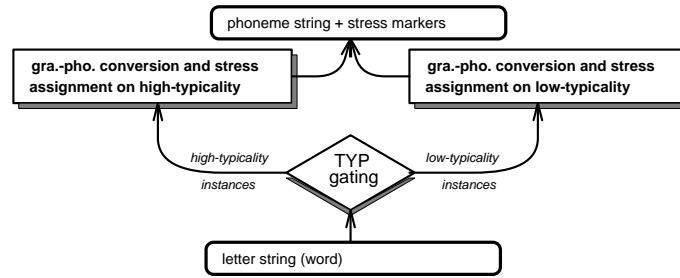 phoneme string + stress markers
gra.-pho. conversion and stress
assignment on high-typicality
gra.-pho. conversion and stress
assignment on low-typicality
high-typicality
instances
TYP
gating
low-typicality
instances
letter string (word)